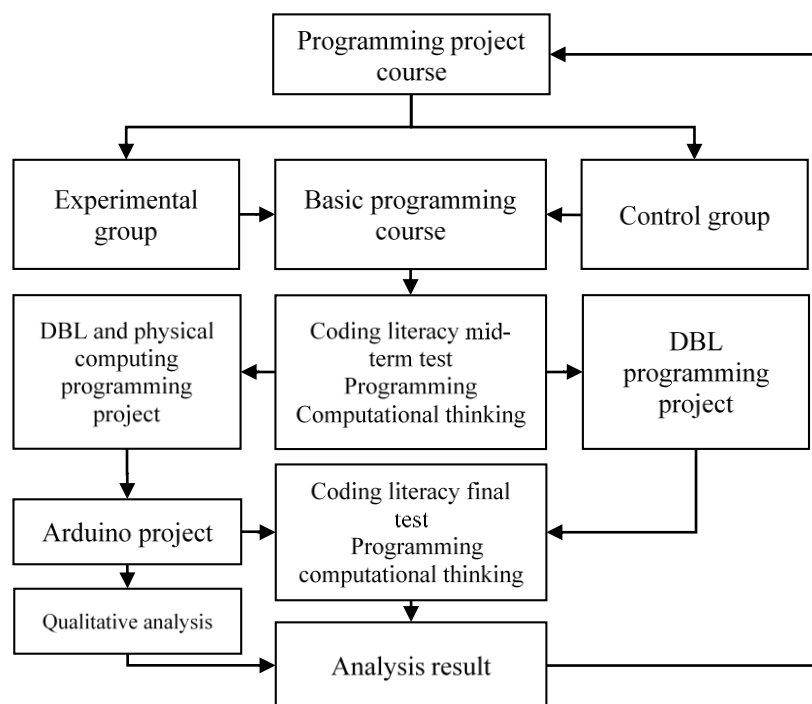 Programming project
course
Experimental
group
Basic programming
course
Control group
DBL and physical
computing
programming
project
Coding literacy mid-
term test
Programming
Computational thinking
DBL
programming
project
Arduino project
Coding literacy final
test
Programming
computational thinking
Qualitative analysis
Analysis result